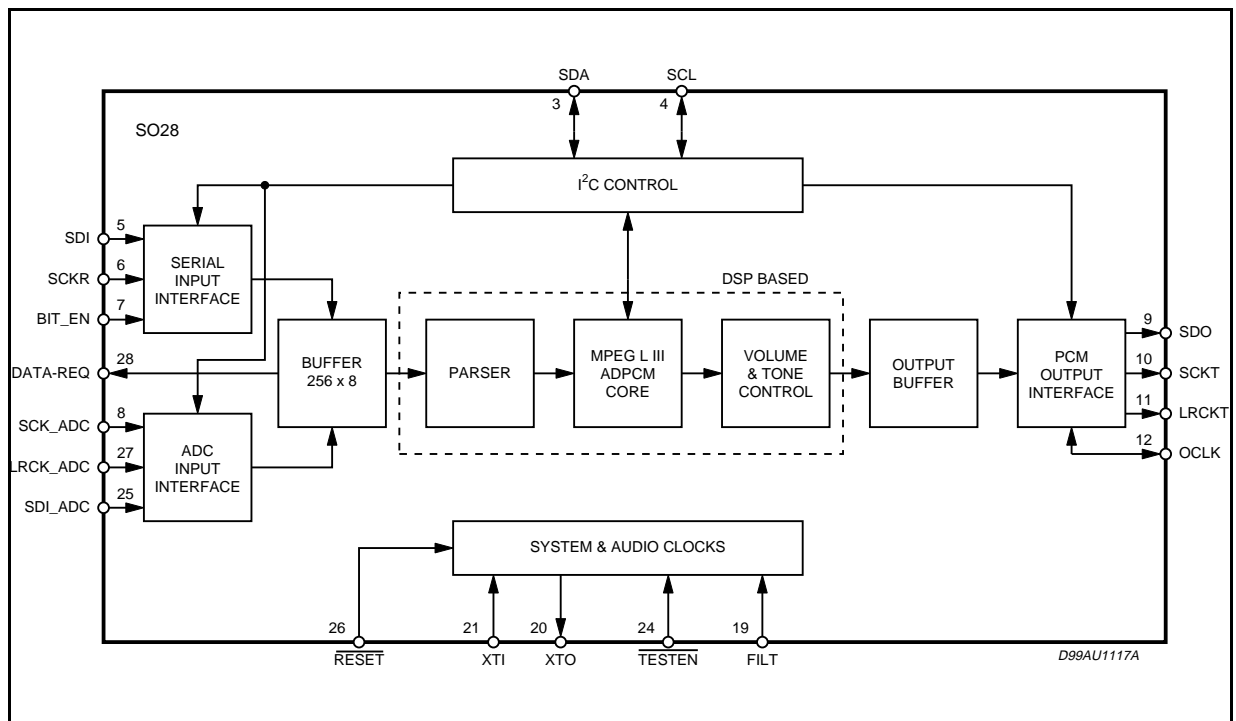 SDA
SCL
3
4
SO28
I²C CONTROL
5
SDI
6
SCKR
7
BIT_EN
SERIAL
INPUT
INTERFACE
DSP BASED
28
DATA-REQ
8
SCK_ADC
27
LRCK_ADC
25
SDI_ADC
ADC
INPUT
INTERFACE
BUFFER
256 x 8
PARSER
MPEG L III
ADPCM
CORE
VOLUME
& TONE
CONTROL
OUTPUT
BUFFER
PCM
OUTPUT
INTERFACE
9
SDO
10
SCKT
11
LRCKT
12
OCLK
SYSTEM & AUDIO CLOCKS
26
21
20
24
19
RESET
XTI
XTO
TESTEN
FILT
D99AU1117A